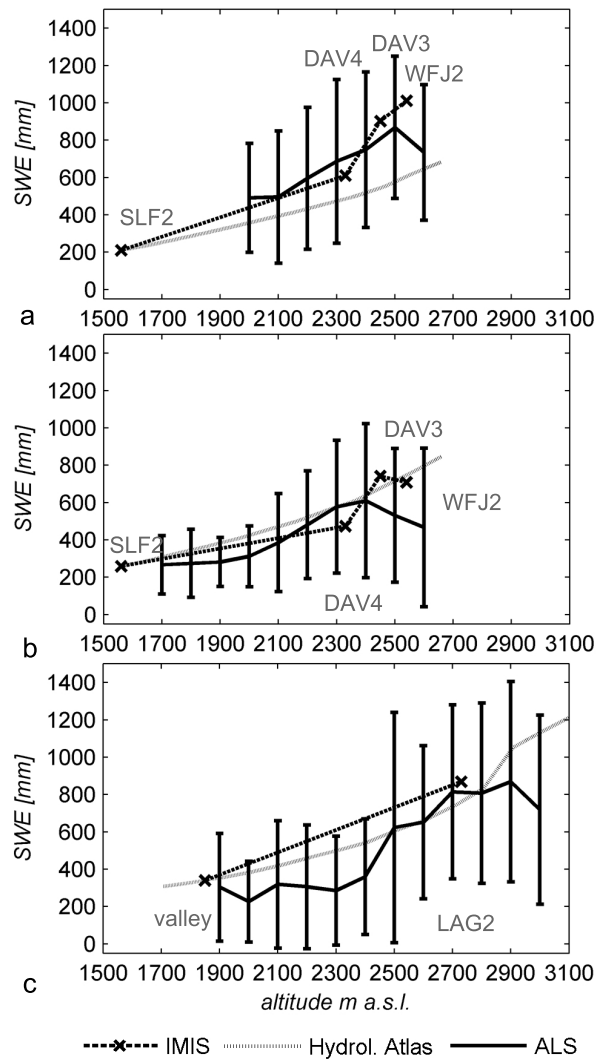 1400
1200
1000
800
600
400
200
0
SWE [mm]
DAV3
DAV4
WFJ2
SLF2
a
1500 1700 1900 2100 2300 2500 2700 2900 3100
1400
1200
1000
800
600
400
200
0
SWE [mm]
DAV3
WFJ2
SLF2
DAV4
b
1500 1700 1900 2100 2300 2500 2700 2900 3100
1400
1200
1000
800
600
400
200
0
SWE [mm]
valley
LAG2
c
1500 1700 1900 2100 2300 2500 2700 2900 3100
altitude m a.s.l.
IMIS Hydrol. Atlas ALS